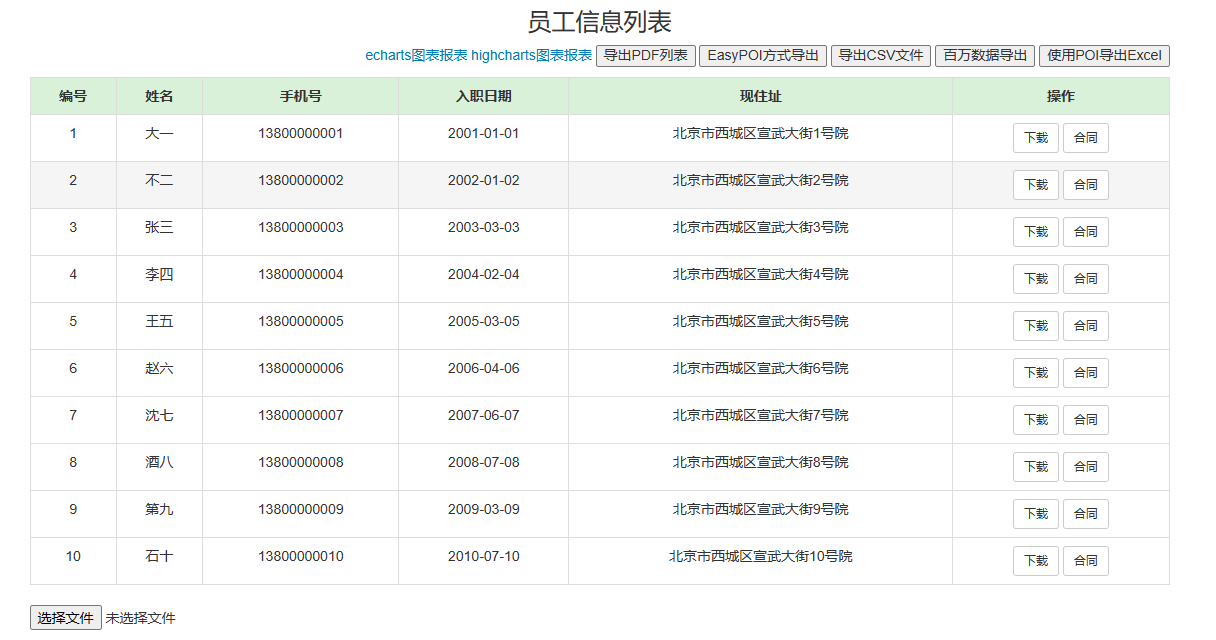 员工信息列表
echarts图表报表 highcharts图表报表 导出PDF列表 EasyPOI方式导出 导出CSV文件 百万数据导出 使用POI导出Excel
编号 姓名 手机号 入职日期 现住址 操作
1 大一 13800000001 2001-01-01 北京市西城区宣武大街1号院 下载 合同
2 不二 13800000002 2002-01-02 北京市西城区宣武大街2号院 下载 合同
3 张三 13800000003 2003-03-03 北京市西城区宣武大街3号院 下载 合同
4 李四 13800000004 2004-02-04 北京市西城区宣武大街4号院 下载 合同
5 王五 13800000005 2005-03-05 北京市西城区宣武大街5号院 下载 合同
6 赵六 13800000006 2006-04-06 北京市西城区宣武大街6号院 下载 合同
7 沈七 13800000007 2007-06-07 北京市西城区宣武大街7号院 下载 合同
8 酒八 13800000008 2008-07-08 北京市西城区宣武大街8号院 下载 合同
9 第九 13800000009 2009-03-09 北京市西城区宣武大街9号院 下载 合同
10 石十 13800000010 2010-07-10 北京市西城区宣武大街10号院 下载 合同
选择文件 未选择文件